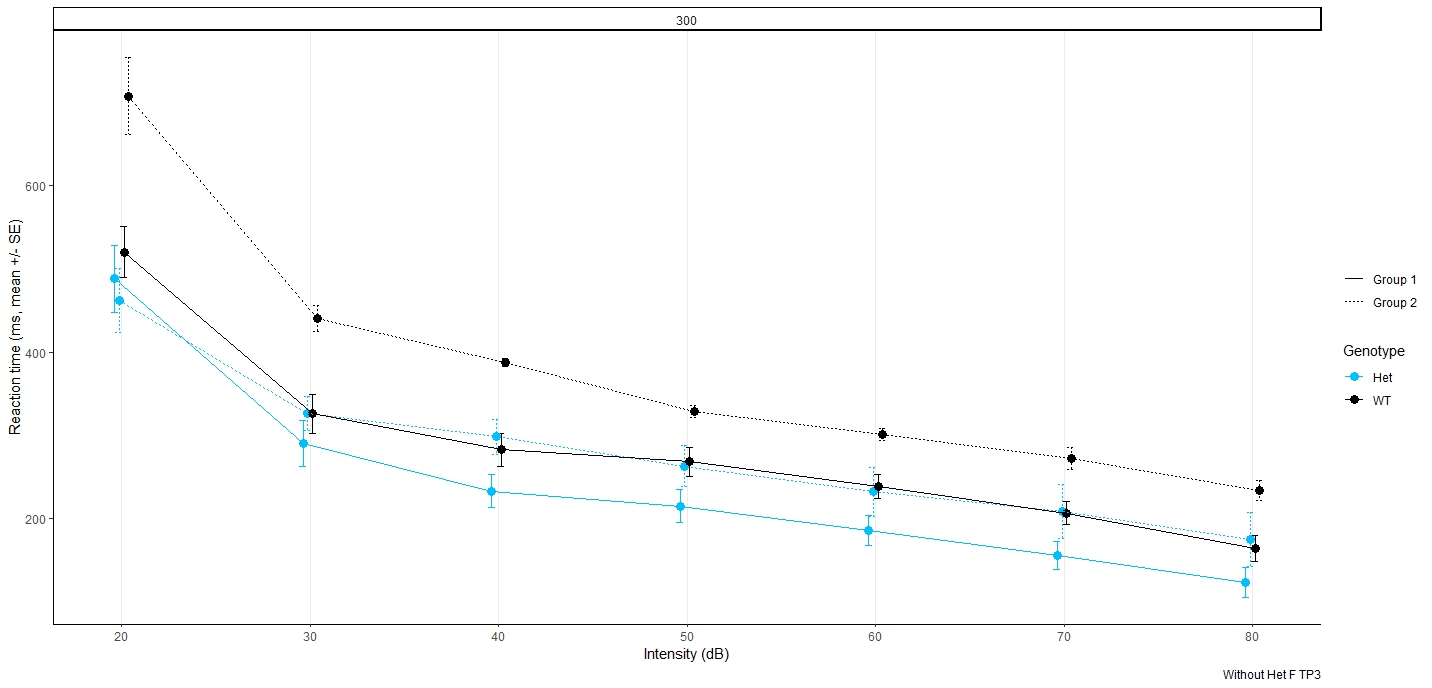 300
Reaction time (ms, mean +/- SE)
600
400
200
20 30 40 50 60 70 80
Intensity (dB)
Group 1
Group 2
Genotype
Het
WT
Without Het F TP3